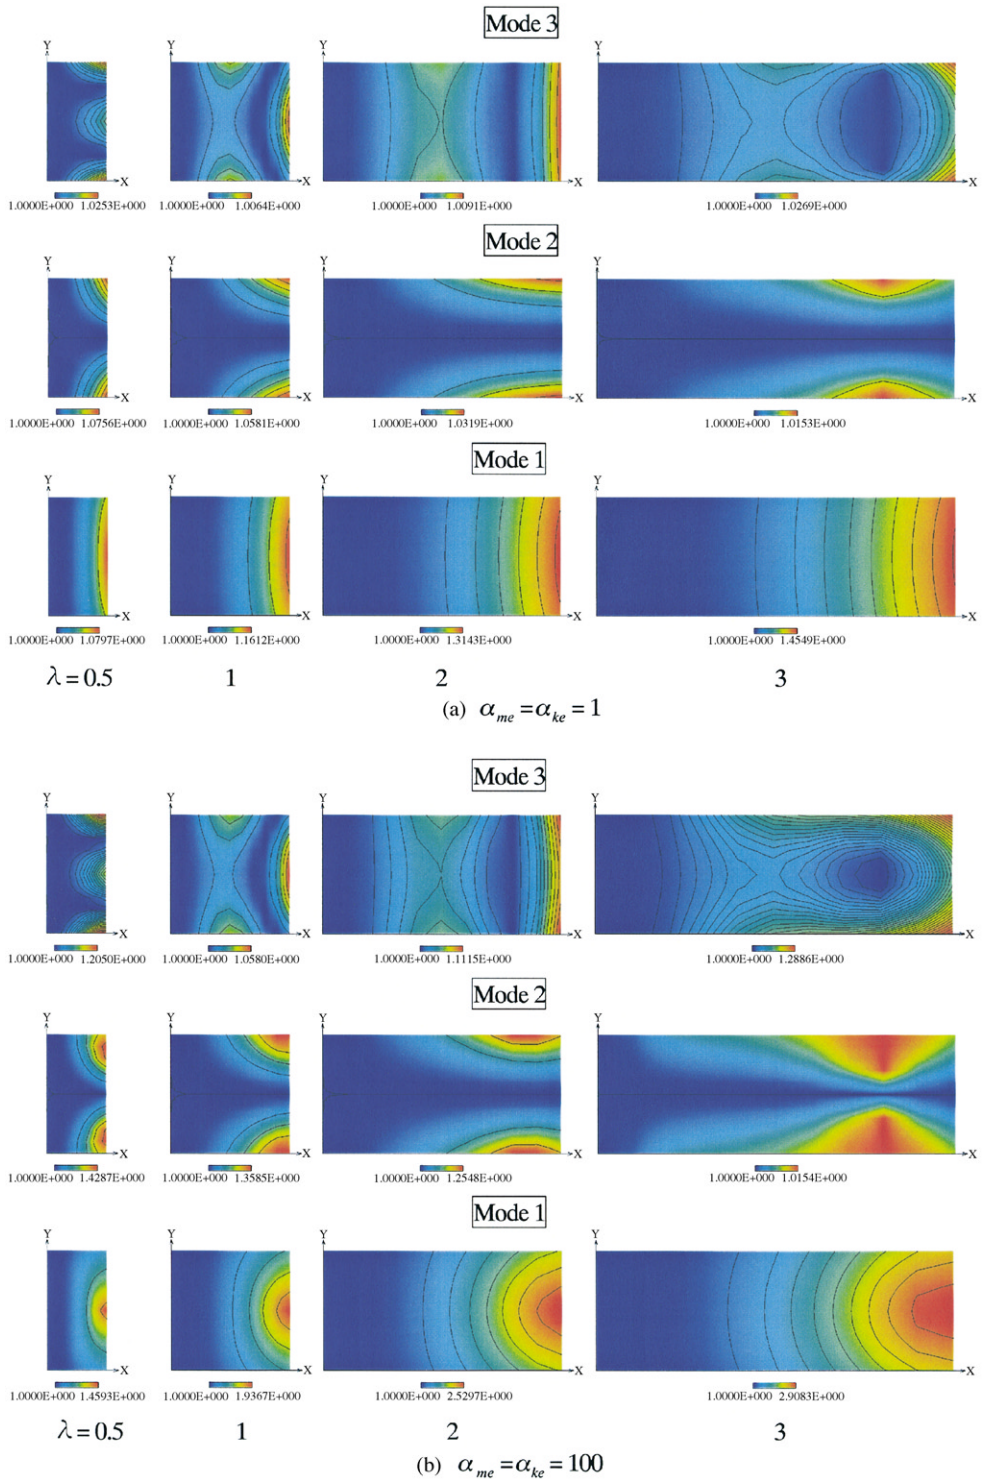 Mode 3
Y Y Y Y
X X X X
1.0000E+000 1.0253E+000 1.0000E+000 1.0064E+000 1.0000E+000 1.0091E+000 1.0000E+000 1.0269E+000
Mode 2
Y Y Y Y
X X X X
1.0000E+000 1.0756E+000 1.0000E+000 1.0581E+000 1.0000E+000 1.0319E+000 1.0000E+000 1.0153E+000
Mode 1
Y Y Y Y
X X X X
1.0000E+000 1.0797E+000 1.0000E+000 1.1612E+000 1.0000E+000 1.3143E+000 1.0000E+000 1.4549E+000
λ = 0.5 1 2 3
(a) α_me = α_ke = 1
Mode 3
Y Y Y Y
X X X X
1.0000E+000 1.2050E+000 1.0000E+000 1.0580E+000 1.0000E+000 1.1115E+000 1.0000E+000 1.2886E+000
Mode 2
Y Y Y Y
X X X X
1.0000E+000 1.4287E+000 1.0000E+000 1.3585E+000 1.0000E+000 1.2548E+000 1.0000E+000 1.0154E+000
Mode 1
Y Y Y Y
X X X X
1.0000E+000 1.4593E+000 1.0000E+000 1.9367E+000 1.0000E+000 2.5297E+000 1.0000E+000 2.9083E+000
λ = 0.5 1 2 3
(b) α_me = α_ke = 100